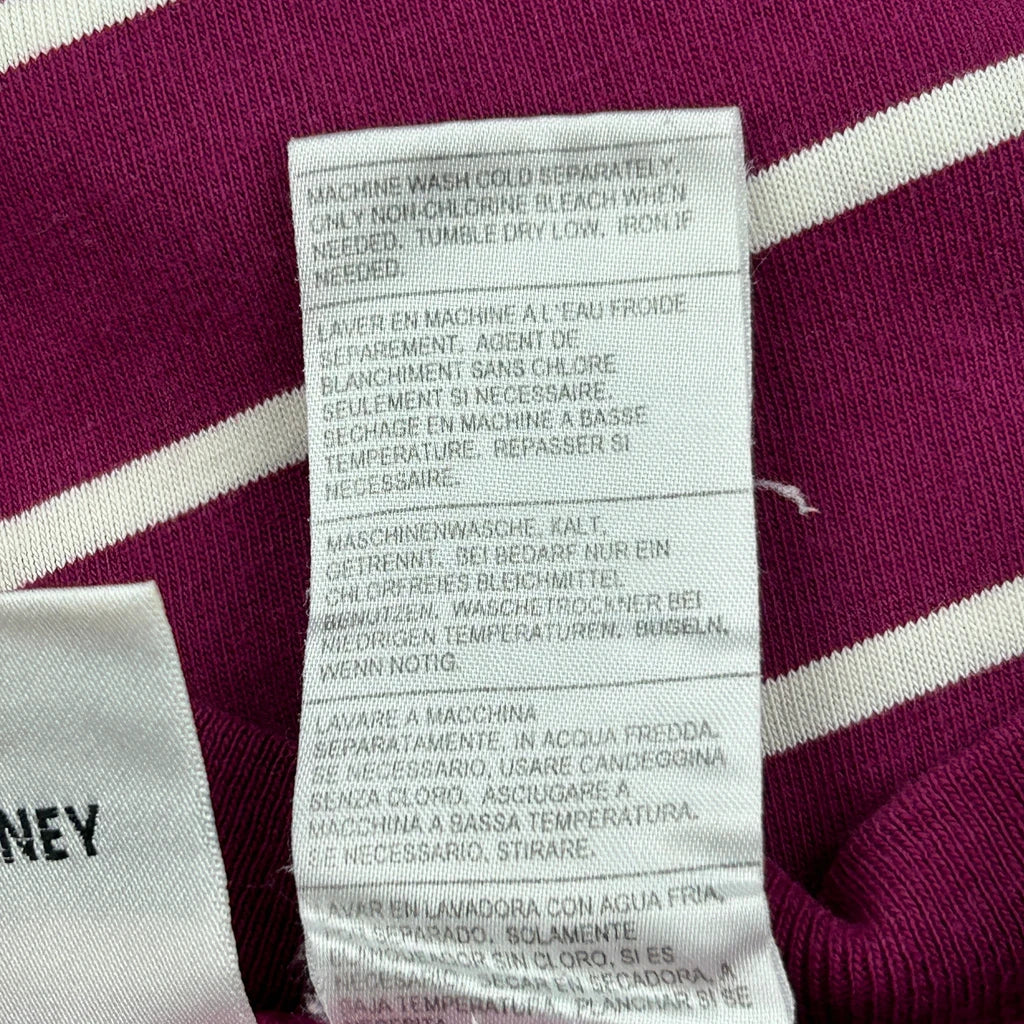 MACHINE WASH COLD SEPARATELY.
ONLY NON-CHLORINE BLEACH WHEN
NEEDED. TUMBLE DRY LOW. IRON IF
NEEDED.
LAVER EN MACHINE A L'EAU FROIDE
SEPAREMENT. AGENT DE
BLANCHIMENT SANS CHLORE
SEULEMENT SI NECESSAIRE.
SECHAGE EN MACHINE A BASSE
TEMPERATURE. REPASSER SI
NECESSAIRE.
MASCHINENWASCHE, KALT,
GETRENNT. BEI BEDARF NUR EIN
CHLORFREIES BLEICHMITTEL
BENUTZEN. WASCHETROCKNER BEI
NIEDRIGEN TEMPERATUREN. BUGELN,
WENN NOTIG.
LAVARE A MACCHINA
SEPARATAMENTE, IN ACQUA FREDDA.
SE NECESSARIO, USARE CANDEGGINA
SENZA CLORO. ASCIUGARE A
MACCHINA A BASSA TEMPERATURA.
SE NECESSARIO, STIRARE.
LAVAR EN LAVADORA CON AGUA FRIA,
SEPARADO. SOLAMENTE
SIN CLORO, SI ES
EN SECADORA, A
BAJA TEMPERATURA. PLANCHAR SI SE
NEY